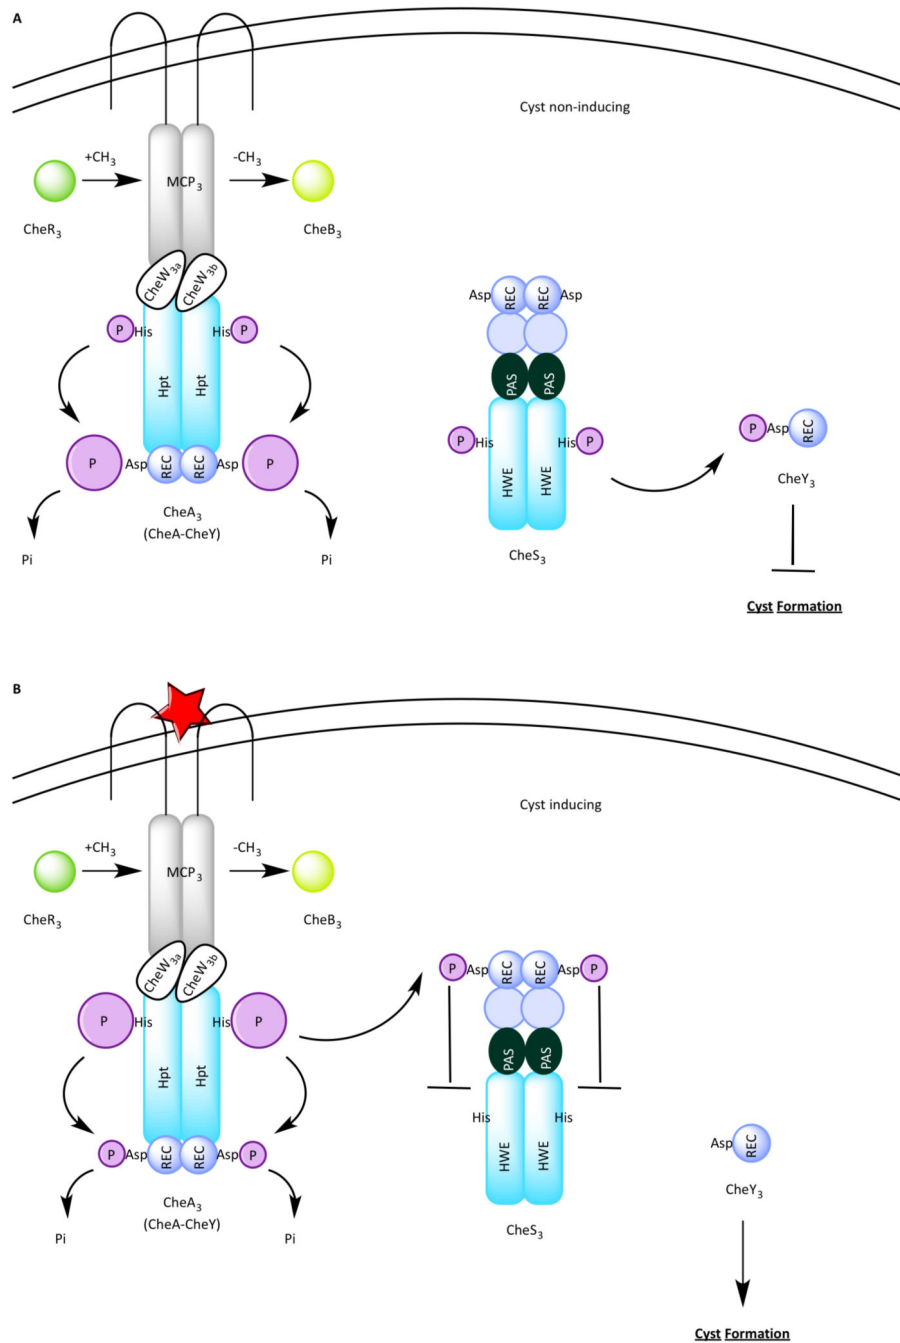 A
Cyst non-inducing
+CH3
-CH3
MCP3
CheR3
CheB3
CheW3a
CheW3b
Asp
REC
REC
Asp
P
His
His
P
Hpt
Hpt
PAS
PAS
P
His
His
P
HWE
HWE
P
Asp
REC
CheY3
P
Asp
REC
REC
Asp
P
CheA3
(CheA-CheY)
Pi
Pi
CheS3
Cyst Formation
B
Cyst inducing
+CH3
-CH3
MCP3
CheR3
CheB3
CheW3a
CheW3b
P
Asp
REC
REC
Asp
P
P
His
His
P
Hpt
Hpt
PAS
PAS
His
His
HWE
HWE
P
Asp
REC
REC
Asp
P
Asp
REC
CheY3
CheA3
(CheA-CheY)
Pi
Pi
CheS3
Cyst Formation